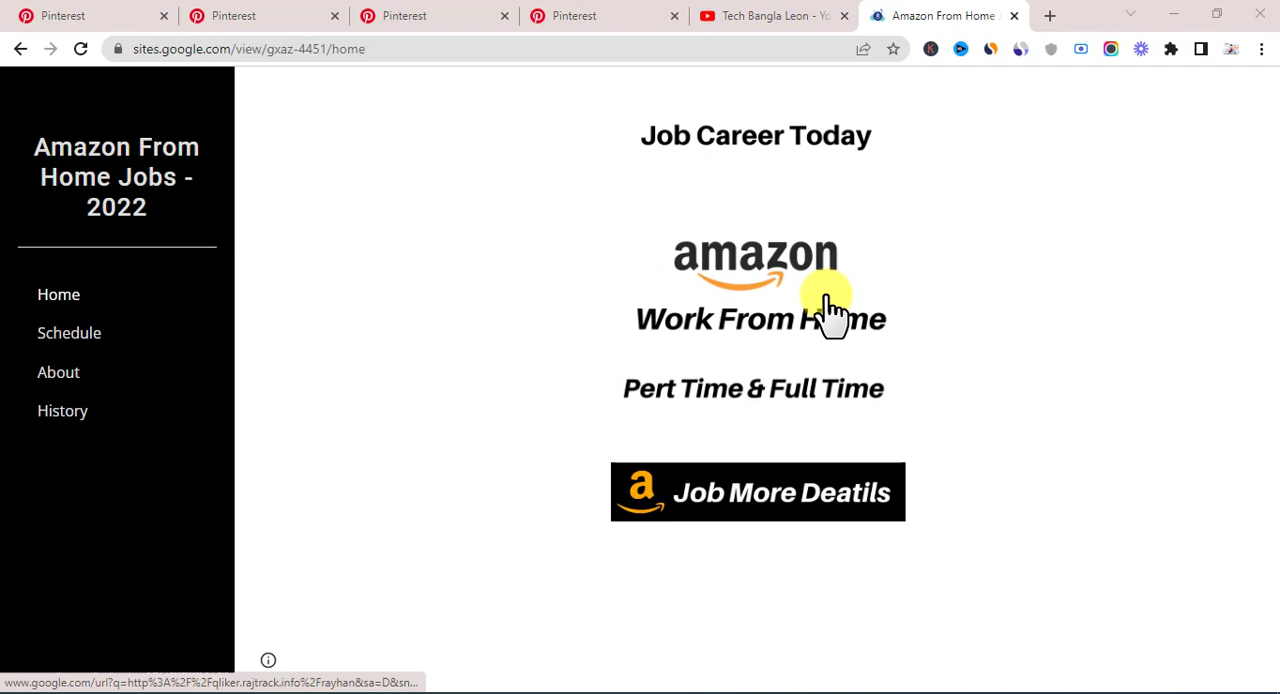 Pinterest
Pinterest
Pinterest
Pinterest
Tech Bangla Leon - Yo
Amazon From Home J
sites.google.com/view/gxaz-4451/home
Amazon From
Home Jobs -
2022
Home
Schedule
About
History
Job Career Today
amazon
Work From Home
Pert Time & Full Time
a Job More Deatils
www.google.com/url?q=http%3A%2F%2Fqliker.rajtrack.info%2Frayhan&sa=D&sn...